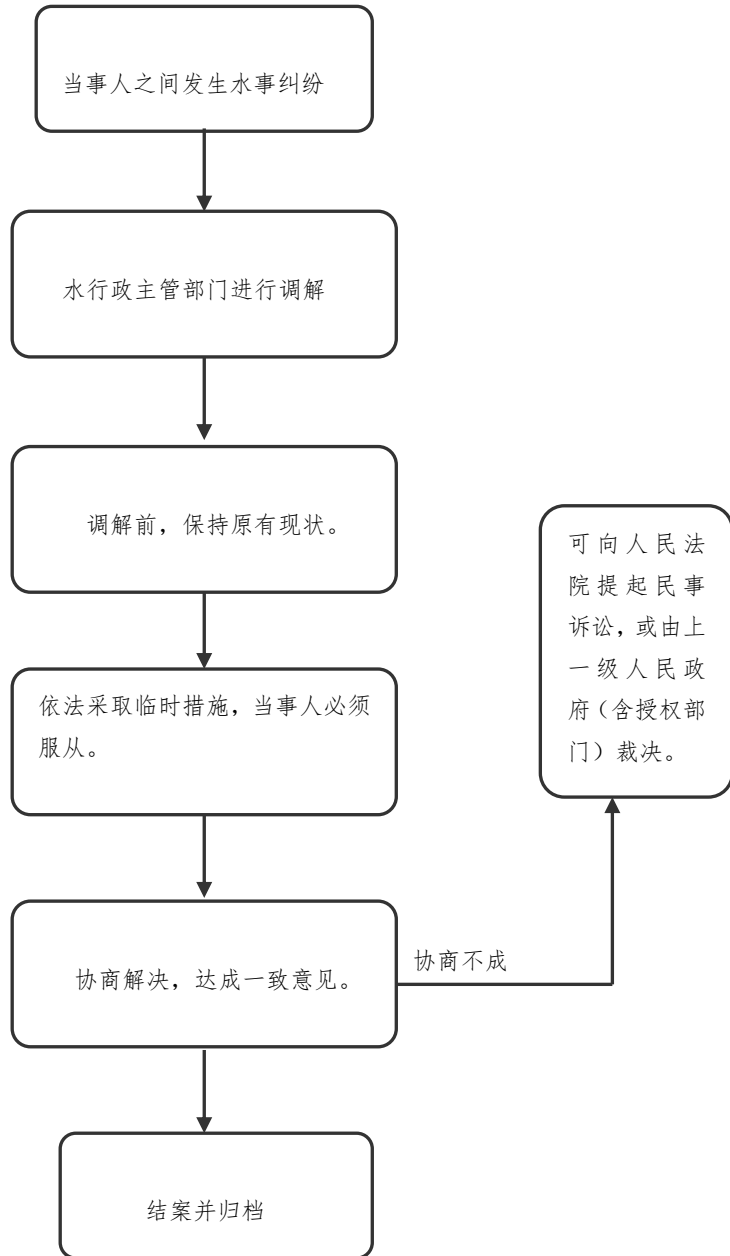 当事人之间发生水事纠纷
水行政主管部门进行调解
调解前，保持原有现状。
依法采取临时措施，当事人必须
服从。
协商解决，达成一致意见。
协商不成
可向人民法
院提起民事
诉讼，或由上
一级人民政
府（含授权部
门）裁决。
结案并归档